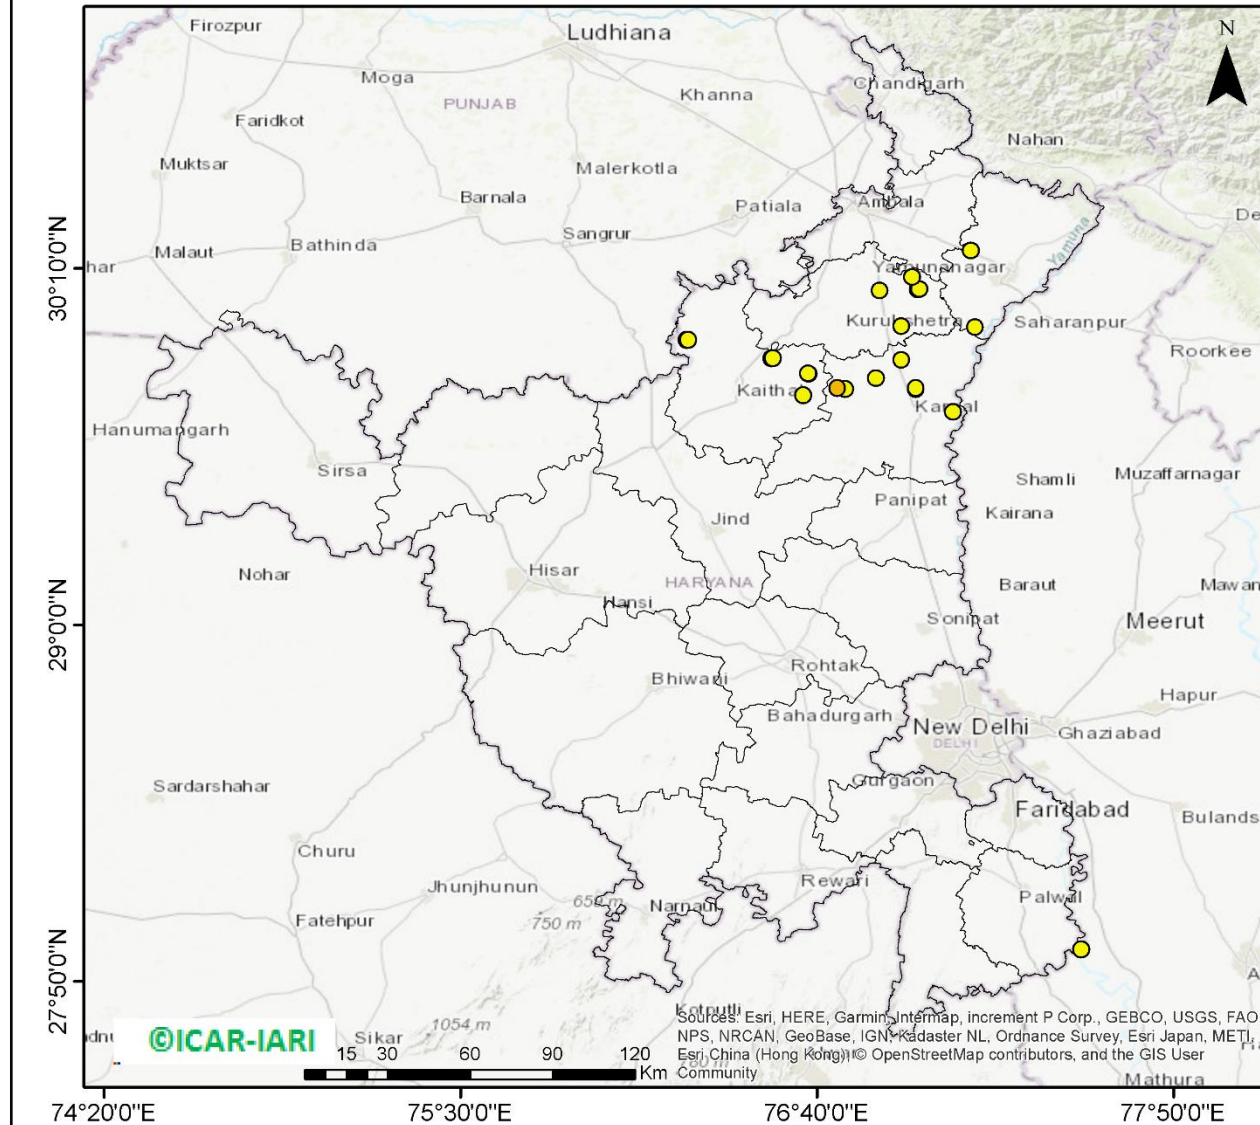 Firozpur
Ludhiana
N
Moga
Khanna
Chandigarh
PUNJAB
Faridkot
Nahan
Muktsar
Malerkotla
Barnala
Patiala
Ambala
De
Sangrur
Malaut
Bathinda
Yamuna
30°10'0"N
har
Yamunanagar
Kurukshetra
Saharanpur
Roorkee
Kaithal
Karnal
Hanumangarh
Sirsa
Shamli
Muzaffarnagar
Panipat
Kairana
Jind
Nohar
Hisar
HARYANA
Baraut
Mawan
Hansi
29°0'0"N
Sonipat
Meerut
Rohtak
Bhiwani
Hapur
Bahadurgarh
New Delhi
DELHI
Ghaziabad
Sardarshahar
Gurgaon
Faridabad
Bulands
Churu
Rewari
Jhunjhunun
Palwal
650 m
Narnaul
Fatehpur
750 m
27°50'0"N
A
Kotputli
1054 m
©ICAR-IARI
Sikar
Sources: Esri, HERE, Garmin, Intermap, increment P Corp., GEBCO, USGS, FAO,
NPS, NRCAN, GeoBase, IGN, Kadaster NL, Ordnance Survey, Esri Japan, METI,
Esri China (Hong Kong), © OpenStreetMap contributors, and the GIS User
Community
15 30 60 90 120
Km
Mathura
74°20'0"E 75°30'0"E 76°40'0"E 77°50'0"E